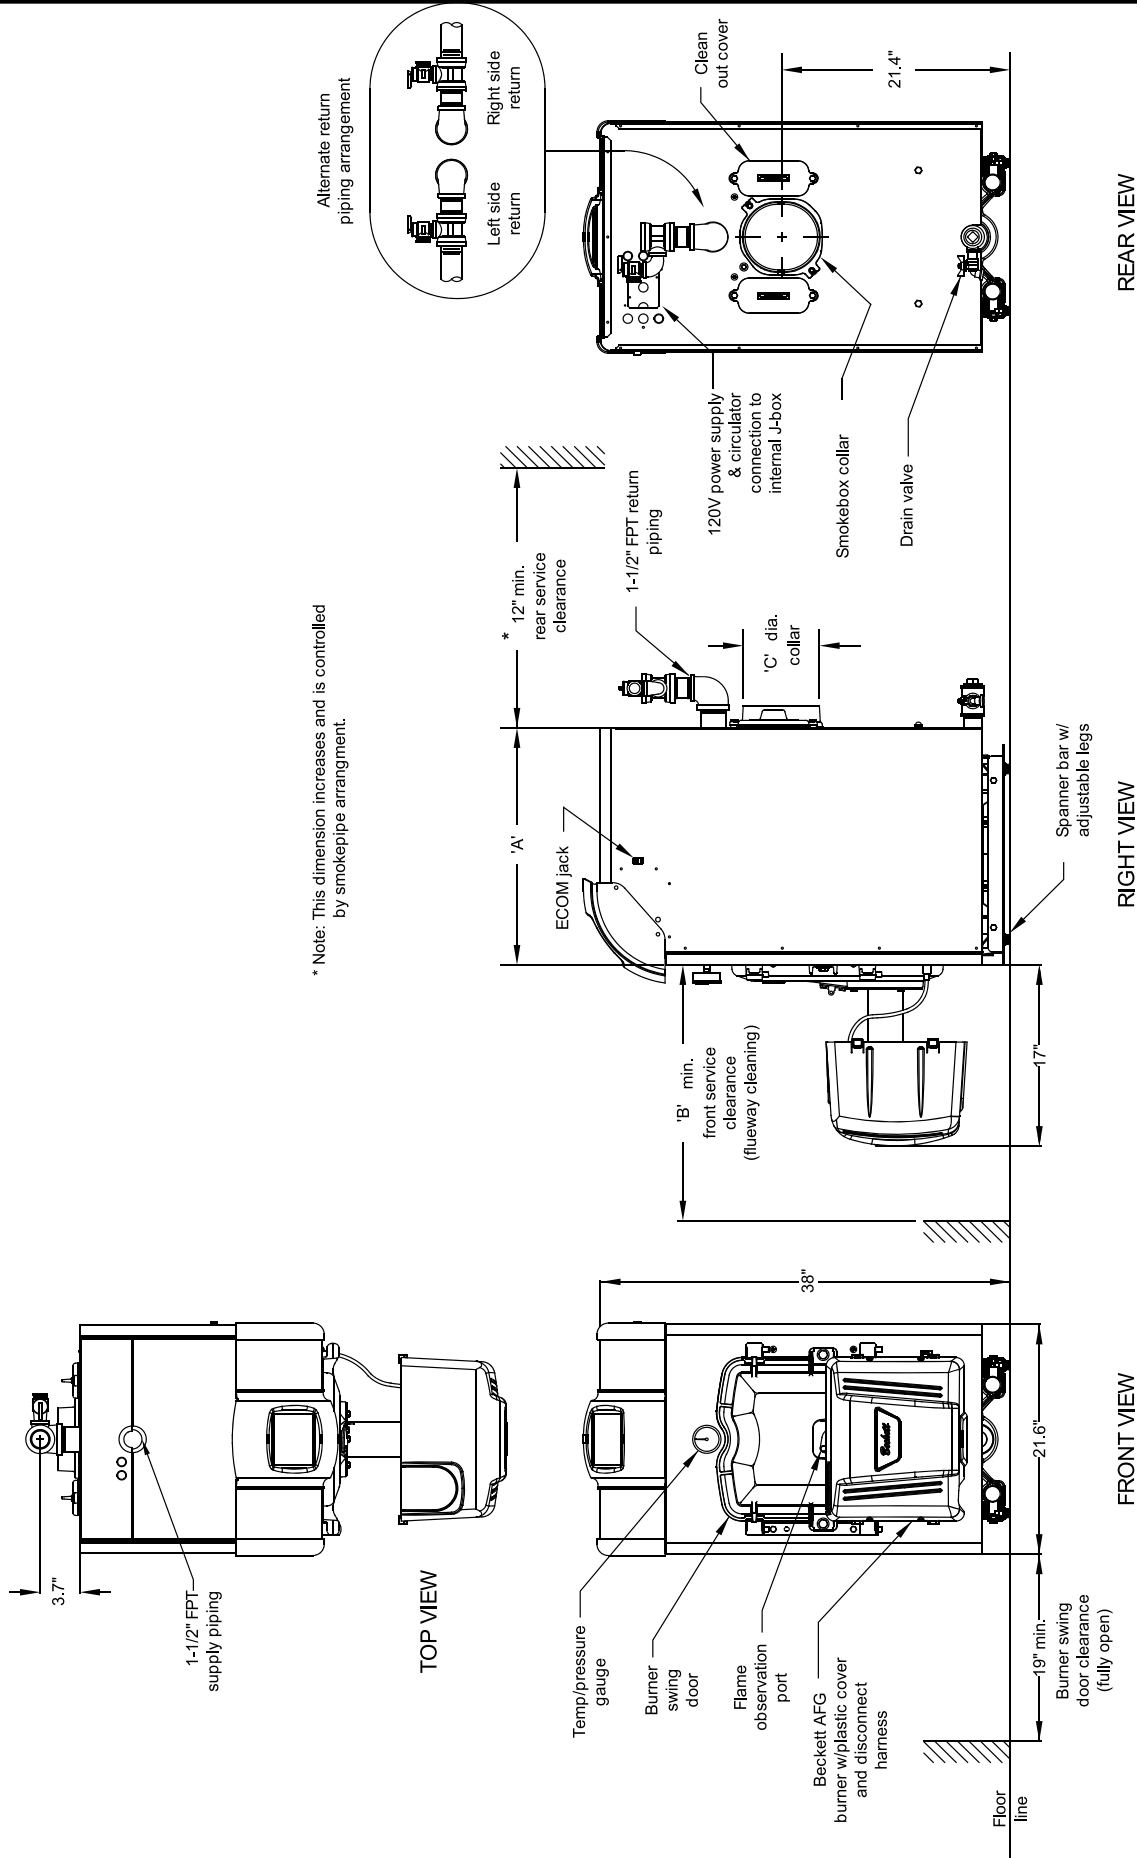 * Note: This dimension increases and is controlled
by smokepipe arrangment.
Alternate return
piping arrangement
Left side
return
Right side
return
3.7"
1-1/2" FPT
supply piping
TOP VIEW
Temp/pressure
gauge
Burner
swing
door
Flame
observation
port
Beckett AFG
burner w/plastic cover
and disconnect
harness
Beckett
38"
Floor
line
19" min.
Burner swing
door clearance
(fully open)
21.6"
FRONT VIEW
'A'
* 12" min.
rear service
clearance
ECOM jack
1-1/2" FPT return
piping
'B' min.
front service
clearance
(flueway cleaning)
'C' dia.
collar
17"
Spanner bar w/
adjustable legs
RIGHT VIEW
Clean
out cover
21.4"
120V power supply
& circulator
connection to
internal J-box
Smokebox collar
Drain valve
REAR VIEW